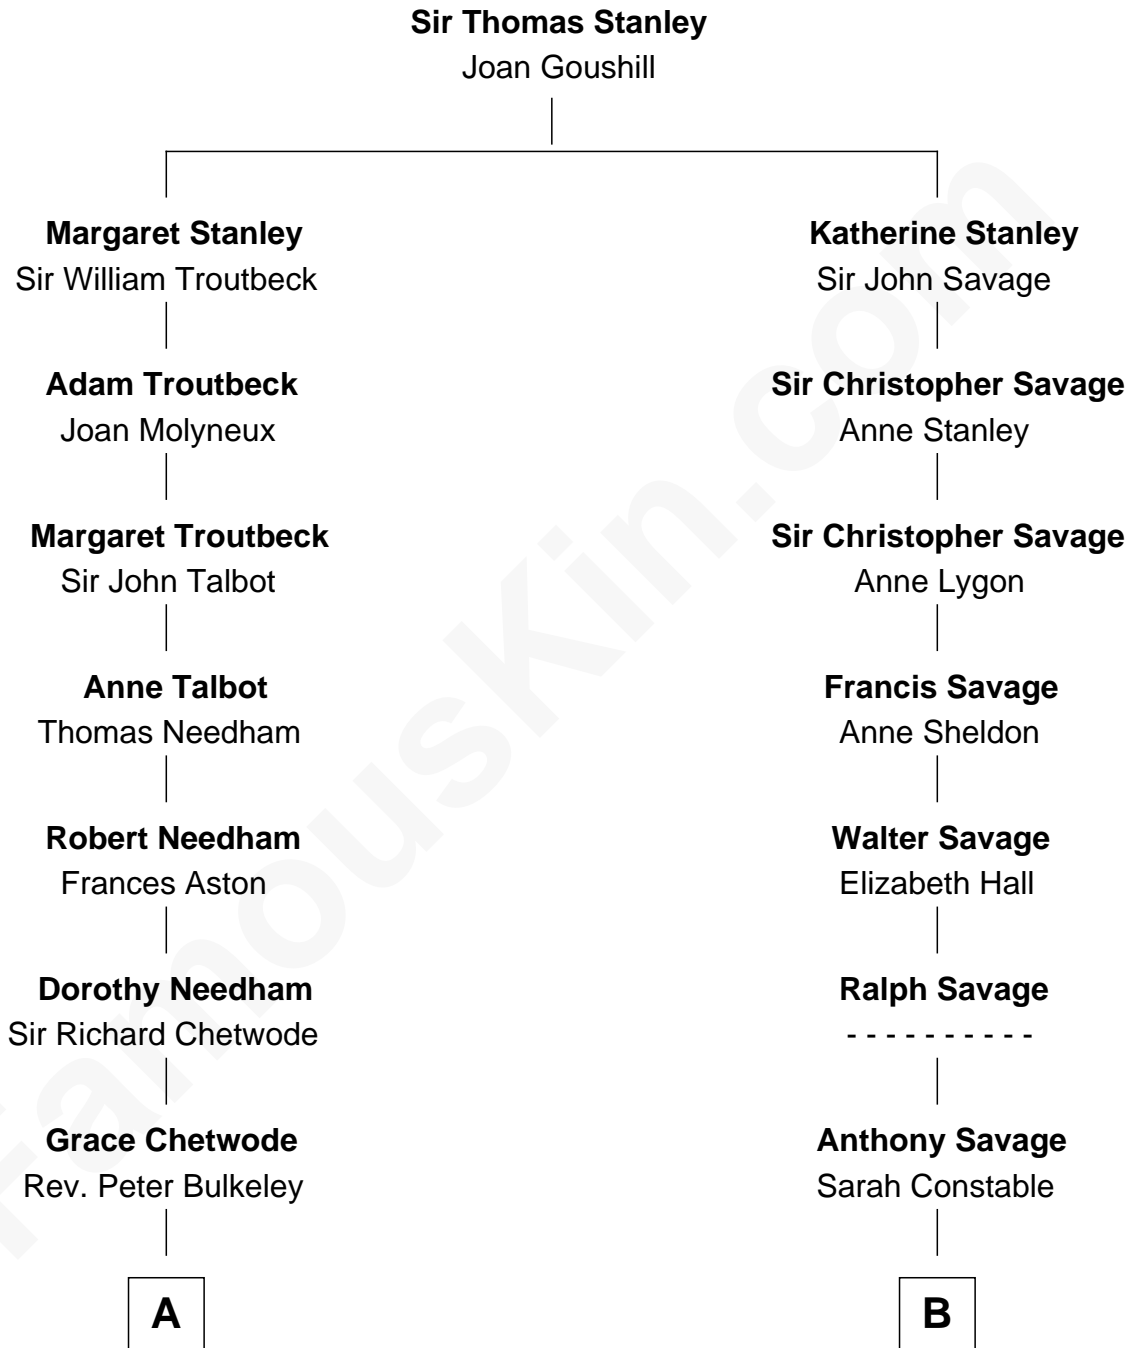 Sir Thomas Stanley
Joan Goushill
Margaret Stanley
Sir William Troutbeck
Katherine Stanley
Sir John Savage
Adam Troutbeck
Joan Molyneux
Sir Christopher Savage
Anne Stanley
Margaret Troutbeck
Sir John Talbot
Sir Christopher Savage
Anne Lygon
Anne Talbot
Thomas Needham
Francis Savage
Anne Sheldon
Robert Needham
Frances Aston
Walter Savage
Elizabeth Hall
Dorothy Needham
Sir Richard Chetwode
Ralph Savage
- - - - - - - - - -
Grace Chetwode
Rev. Peter Bulkeley
Anthony Savage
Sarah Constable
A
B
FamousKin.com